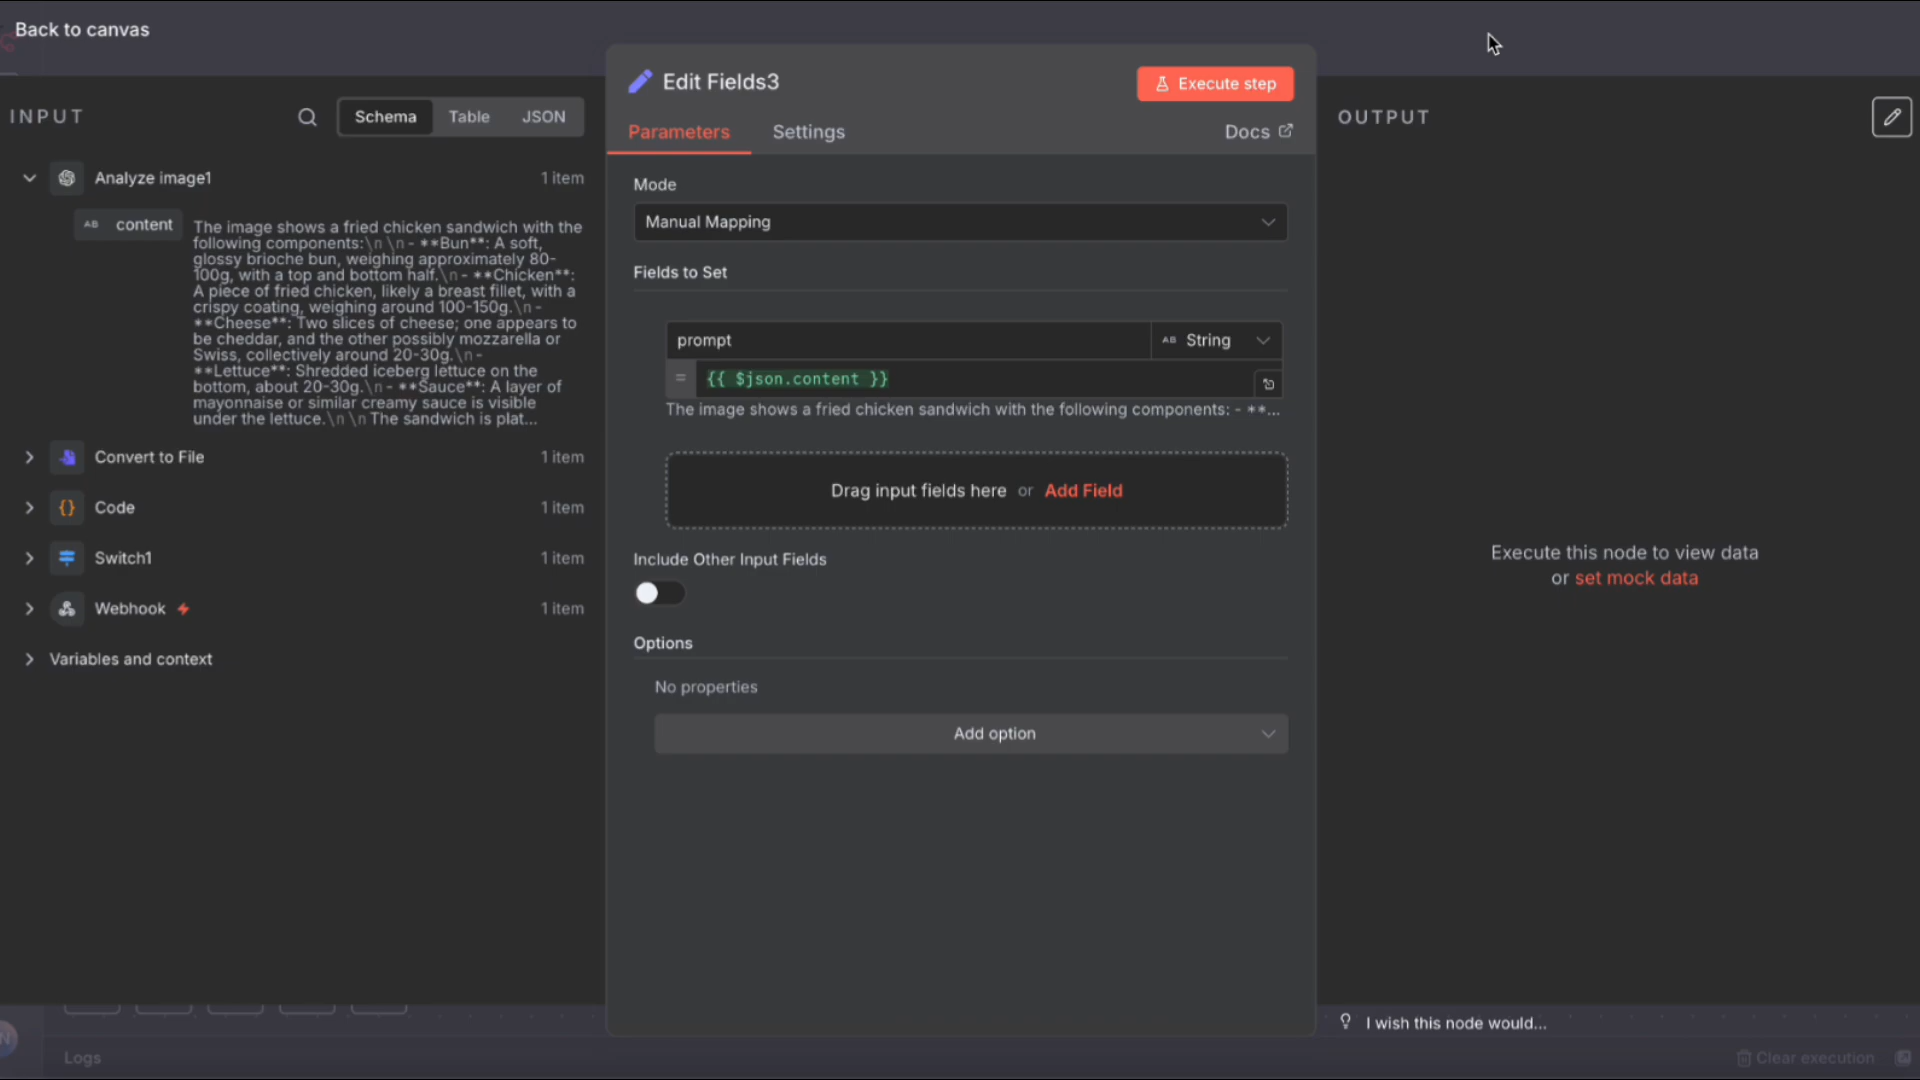 Back to canvas
INPUT
Schema
Table
JSON
Analyze image1
1 item
AB content
The image shows a fried chicken sandwich with the
following components:\n \n - **Bun**: A soft,
glossy brioche bun, weighing approximately 80-
100g, with a top and bottom half.\n - **Chicken**:
A piece of fried chicken, likely a breast fillet, with a
crispy coating, weighing around 100-150g.\n -
**Cheese**: Two slices of cheese; one appears to
be cheddar, and the other possibly mozzarella or
Swiss, collectively around 20-30g.\n -
**Lettuce**: Shredded iceberg lettuce on the
bottom, about 20-30g.\n - **Sauce**: A layer of
mayonnaise or similar creamy sauce is visible
under the lettuce.\n \n The sandwich is plat...
Convert to File
1 item
{} Code
1 item
Switch1
1 item
Webhook
1 item
Variables and context
Edit Fields3
Execute step
Parameters
Settings
Docs
Mode
Manual Mapping
Fields to Set
prompt
AB String
= {{ $json.content }}
The image shows a fried chicken sandwich with the following components: - **...
Drag input fields here or Add Field
Include Other Input Fields
Options
No properties
Add option
OUTPUT
Execute this node to view data
or set mock data
I wish this node would...
N
Logs
Clear execution